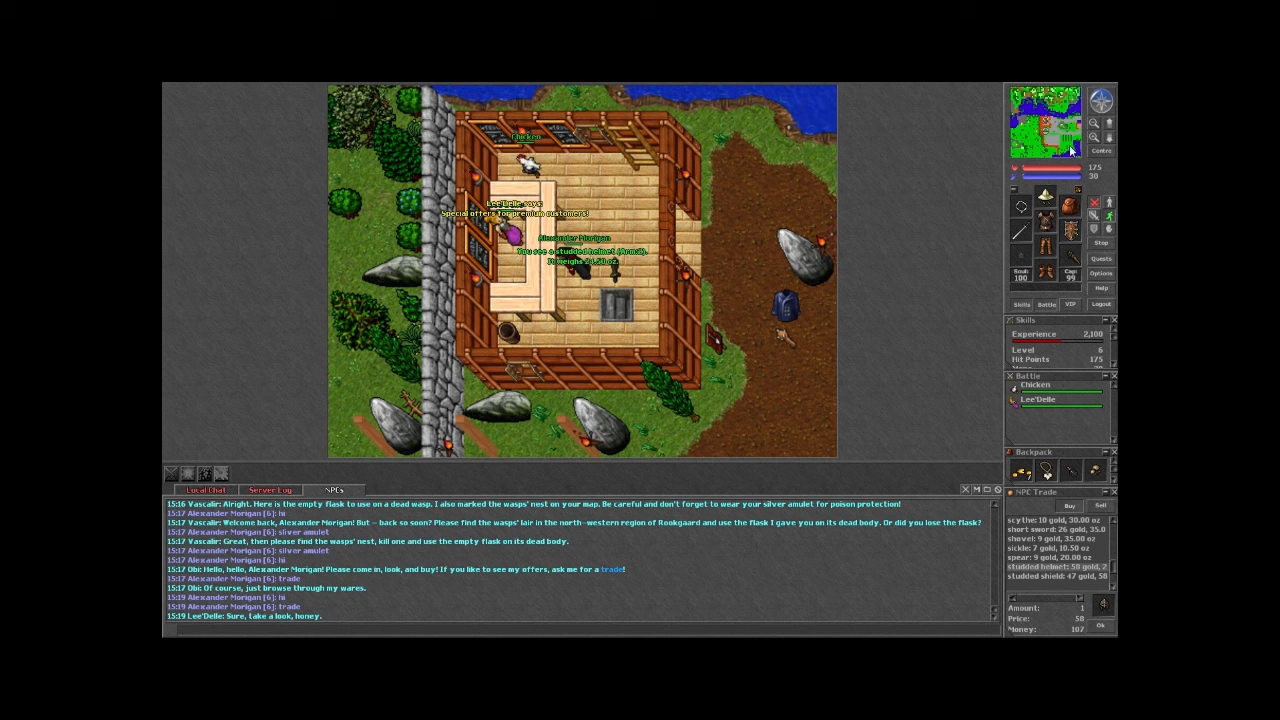 Chicken
Lee'Delle says:
Special offers for premium customers!
Alexander Morigan
You see a studded helmet (Arm:2).
It weighs 24.50 oz.
Centre
175
30
Soul:
100
Cap:
99
Stop
Quests
Options
Help
Skills
Battle
VIP
Logout
Skills
Experience 2,100
Level 6
Hit Points 175
Battle
Chicken
Lee'Delle
Backpack
NPC Trade
Buy
Sell
scythe: 10 gold, 30.00 oz
short sword: 26 gold, 35.0
shovel: 9 gold, 35.00 oz
sickle: 7 gold, 10.50 oz
spear: 9 gold, 20.00 oz
studded helmet: 58 gold, 2
studded shield: 47 gold, 58
Amount: 1
Price: 58
Money: 107
Ok
Local Chat
Server Log
NPCs
15:16 Vascalir: Alright. Here is the empty flask to use on a dead wasp. I also marked the wasps' nest on your map. Be careful and don't forget to wear your silver amulet for poison protection!
15:17 Alexander Morigan [6]: hi
15:17 Vascalir: Welcome back, Alexander Morigan! But - back so soon? Please find the wasps' lair in the north-western region of Rookgaard and use the flask I gave you on its dead body. Or did you lose the flask?
15:17 Alexander Morigan [6]: sliver amulet
15:17 Vascalir: Great, then please find the wasps' nest, kill one and use the empty flask on its dead body.
15:17 Alexander Morigan [6]: silver amulet
15:17 Alexander Morigan [6]: hi
15:17 Obi: Hello, hello, Alexander Morigan! Please come in, look, and buy! If you like to see my offers, ask me for a trade!
15:17 Alexander Morigan [6]: trade
15:17 Obi: Of course, just browse through my wares.
15:19 Alexander Morigan [6]: hi
15:19 Alexander Morigan [6]: trade
15:19 Lee'Delle: Sure, take a look, honey.